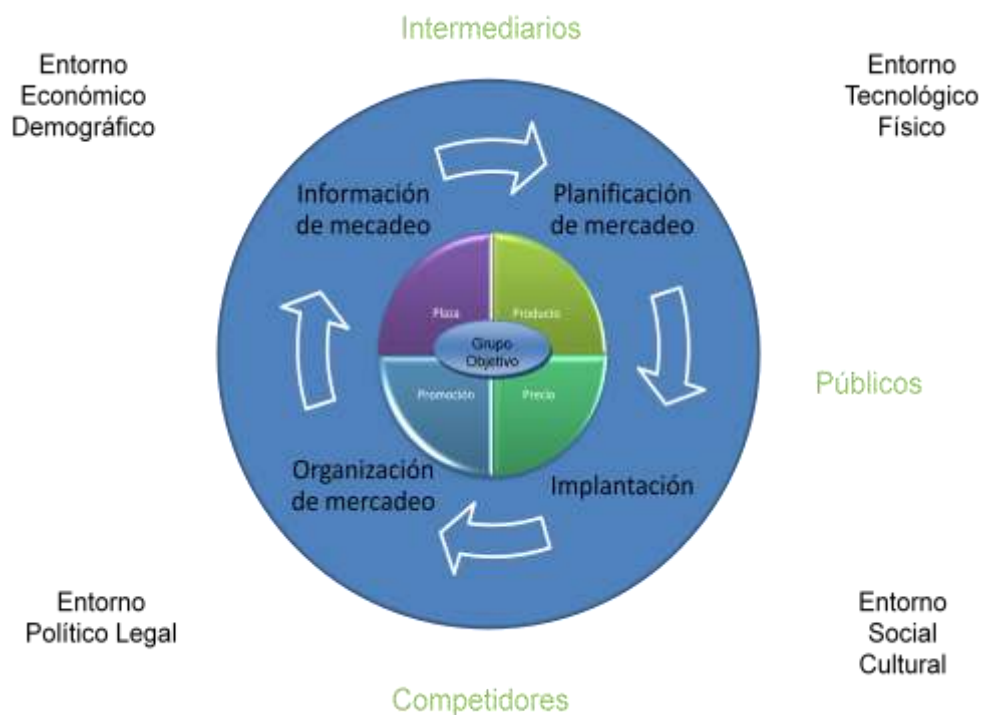 Intermediarios
Entorno
Económico
Demográfico
Entorno
Tecnológico
Físico
Información
de mecadeo
Planificación
de mercadeo
Plaza
Producto
Grupo
Objetivo
Promoción
Precio
Públicos
Organización
de mercadeo
Implantación
Entorno
Político Legal
Entorno
Social
Cultural
Competidores